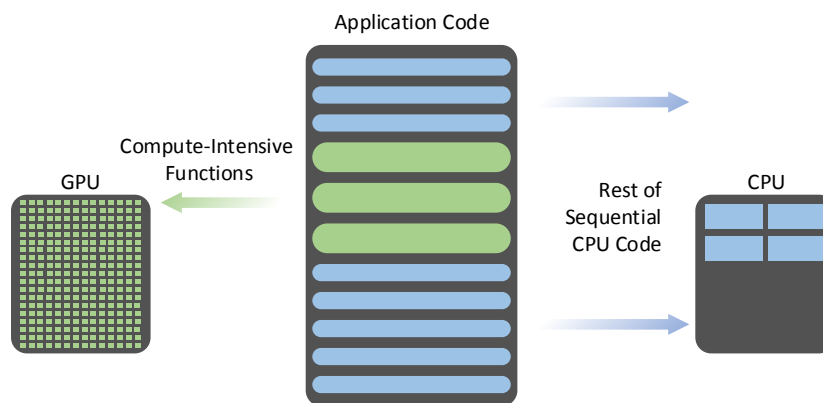 Application Code
Compute-Intensive
Functions
GPU
Rest of
Sequential
CPU Code
CPU